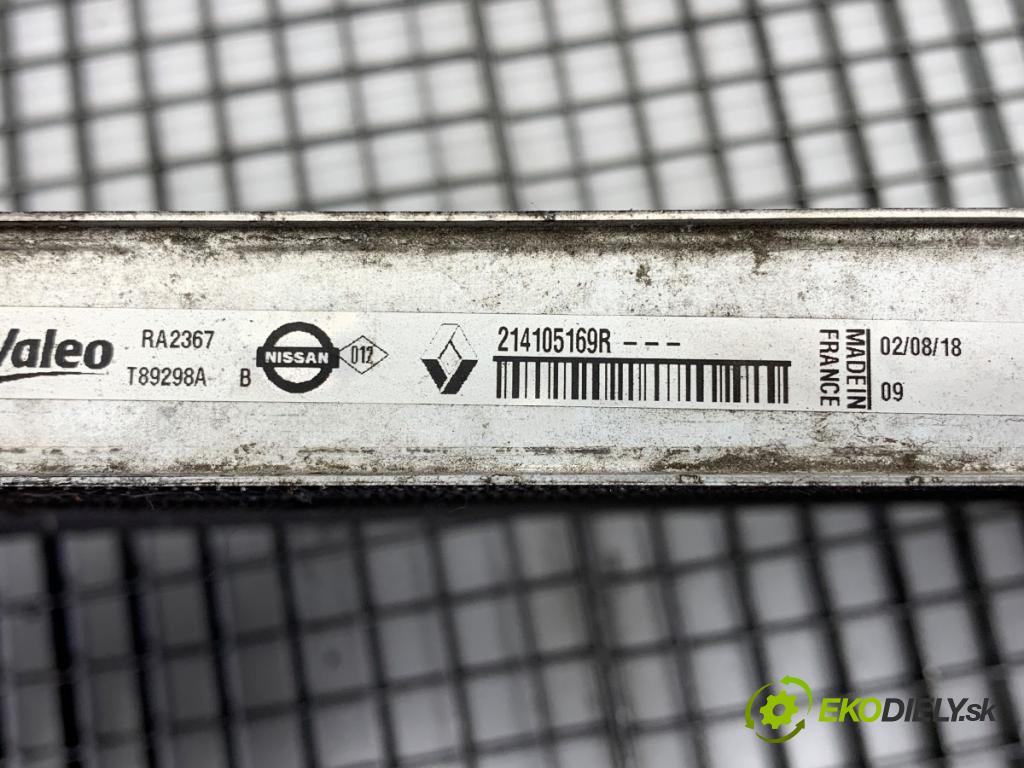 Valeo
RA2367
T89298A
B
NISSAN
012
214105169R - - -
MADE IN
FRANCE
02/08/18
09
EKODIELY.sk